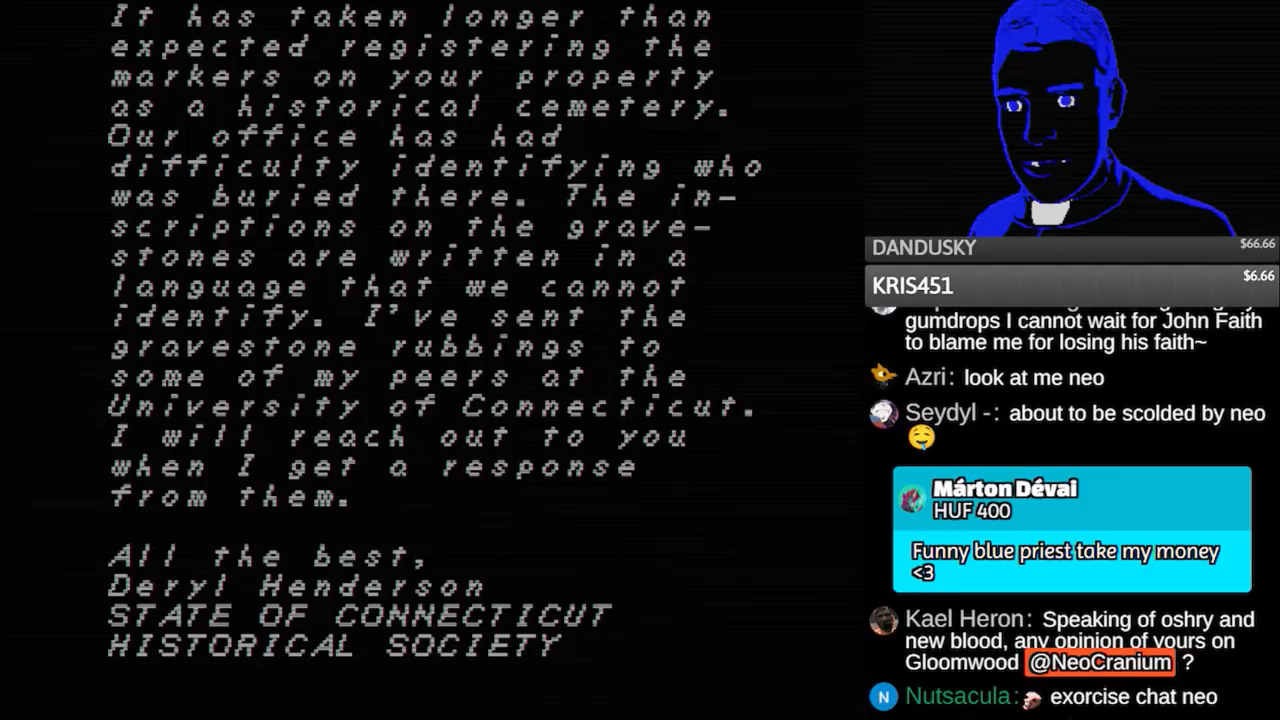 It has taken longer than
expected registering the
markers on your property
as a historical cemetery.
Our office has had
difficulty identifying who
was buried there. The in-
scriptions on the grave-
stones are written in a
language that we cannot
identify. I've sent the
gravestone rubbings to
some of my peers at the
University of Connecticut.
I will reach out to you
when I get a response
from them.
All the best,
Deryl Henderson
STATE OF CONNECTICUT
HISTORICAL SOCIETY
DANDUSKY $66.66
KRIS451 $6.66
gumdrops I cannot wait for John Faith
to blame me for losing his faith~
Azri: look at me neo
Seydyl -: about to be scolded by neo
Márton Dévai
HUF 400
Funny blue priest take my money
<3
Kael Heron: Speaking of oshry and
new blood, any opinion of yours on
Gloomwood @NeoCranium ?
N Nutsacula: exorcise chat neo